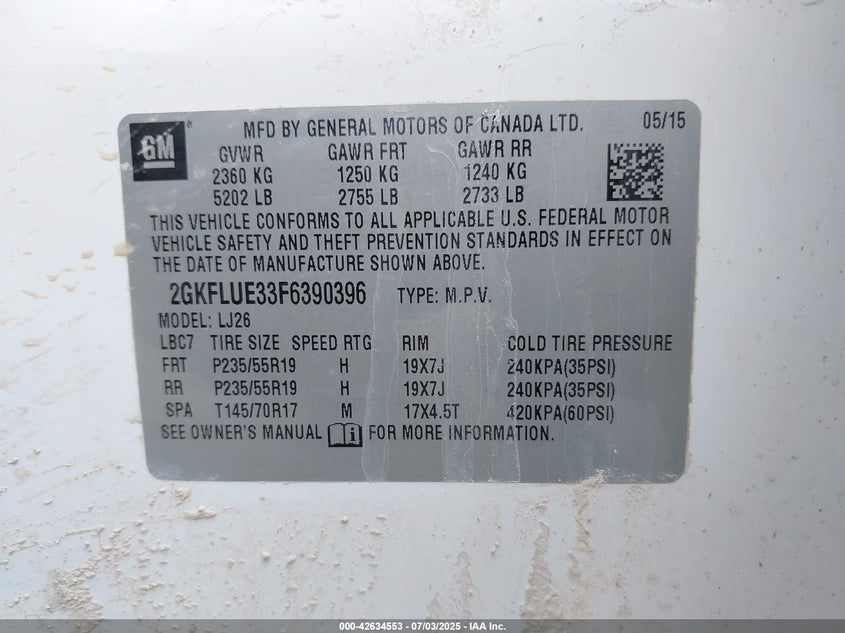 GM
MFD BY GENERAL MOTORS OF CANADA LTD. 05/15
GVWR GAWR FRT GAWR RR
2360 KG 1250 KG 1240 KG
5202 LB 2755 LB 2733 LB
THIS VEHICLE CONFORMS TO ALL APPLICABLE U.S. FEDERAL MOTOR
VEHICLE SAFETY AND THEFT PREVENTION STANDARDS IN EFFECT ON
THE DATE OF MANUFACTURE SHOWN ABOVE.
2GKFLUE33F6390396 TYPE: M.P.V.
MODEL: LJ26
LBC7 TIRE SIZE SPEED RTG RIM COLD TIRE PRESSURE
FRT P235/55R19 H 19X7J 240KPA(35PSI)
RR P235/55R19 H 19X7J 240KPA(35PSI)
SPA T145/70R17 M 17X4.5T 420KPA(60PSI)
SEE OWNER'S MANUAL i FOR MORE INFORMATION.
000-42634553 - 07/03/2025 - IAA Inc.